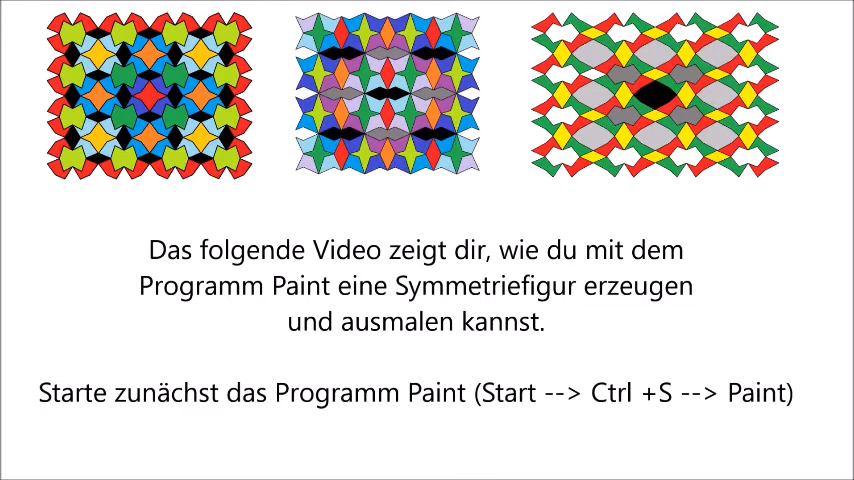 Das folgende Video zeigt dir, wie du mit dem
Programm Paint eine Symmetriefigur erzeugen
und ausmalen kannst.
Starte zunächst das Programm Paint (Start --> Ctrl +S --> Paint)